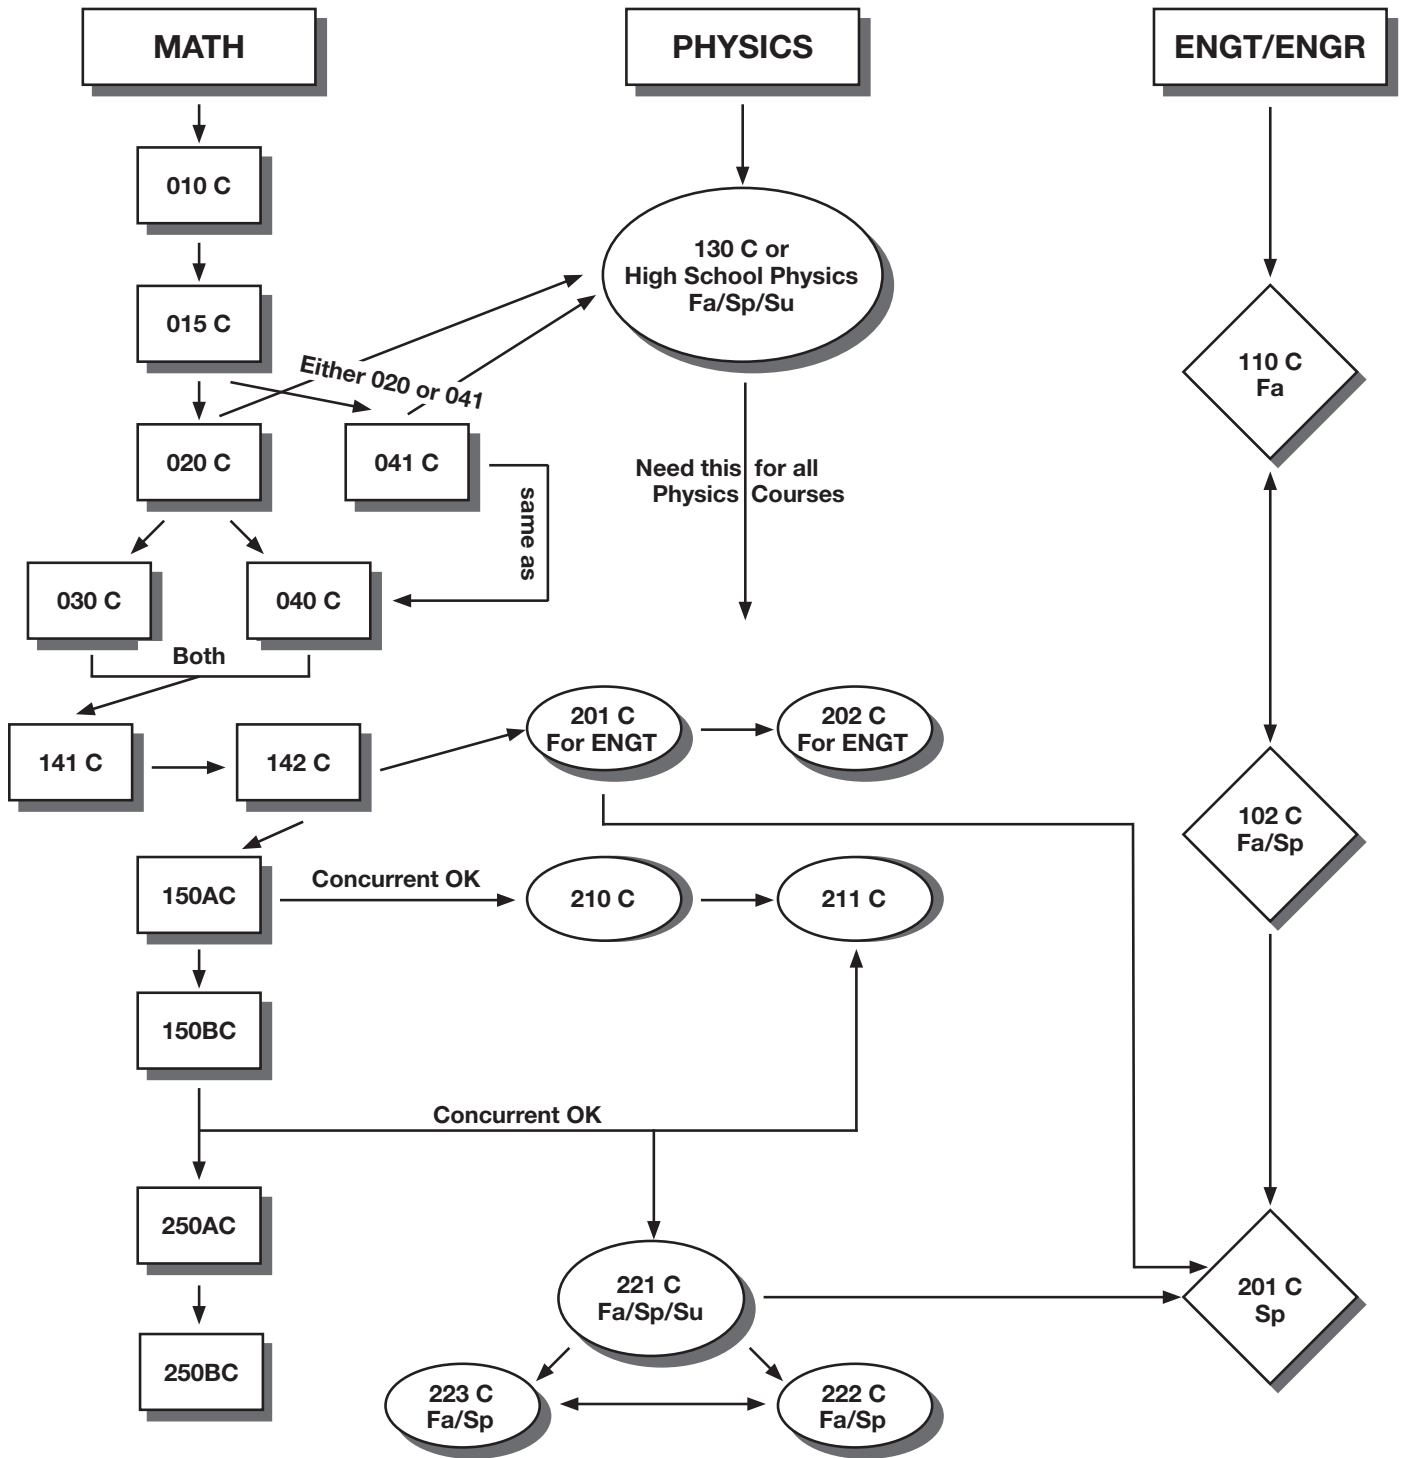 MATH
PHYSICS
ENGT/ENGR
010 C
130 C or
High School Physics
Fa/Sp/Su
015 C
Either 020 or 041
110 C
Fa
020 C
041 C
Need this for all
Physics Courses
same as
030 C
040 C
Both
201 C
For ENGT
202 C
For ENGT
141 C
142 C
102 C
Fa/Sp
150AC
Concurrent OK
210 C
211 C
150BC
Concurrent OK
250AC
221 C
Fa/Sp/Su
201 C
Sp
250BC
223 C
Fa/Sp
222 C
Fa/Sp